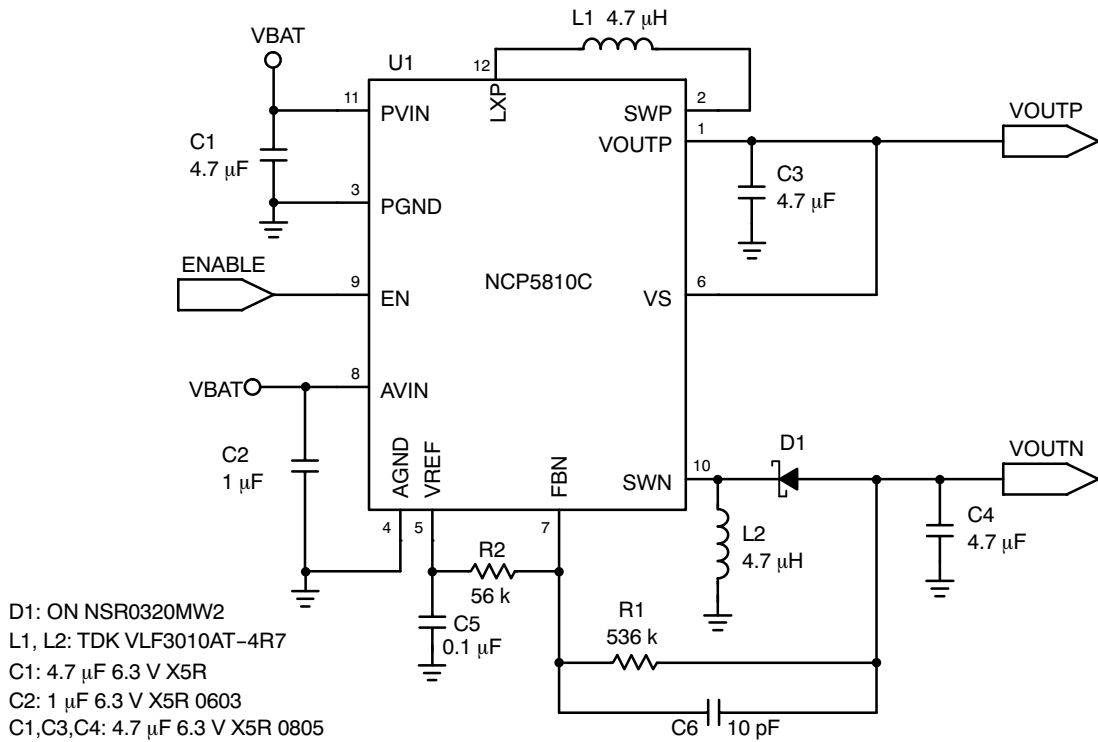 L1 4.7 μH
VBAT
U1
12
LXP
11
PVIN
SWP
2
VOUTP
1
VOUTP
C1
4.7 μF
C3
4.7 μF
3
PGND
ENABLE
9
EN
NCP5810C
VS
6
VBAT
8
AVIN
C2
1 μF
AGND
VREF
FBN
SWN
10
D1
VOUTN
4
5
7
L2
4.7 μH
C4
4.7 μF
R2
56 k
C5
0.1 μF
R1
536 k
C6
10 pF
D1: ON NSR0320MW2
L1, L2: TDK VLF3010AT−4R7
C1: 4.7 μF 6.3 V X5R
C2: 1 μF 6.3 V X5R 0603
C1,C3,C4: 4.7 μF 6.3 V X5R 0805